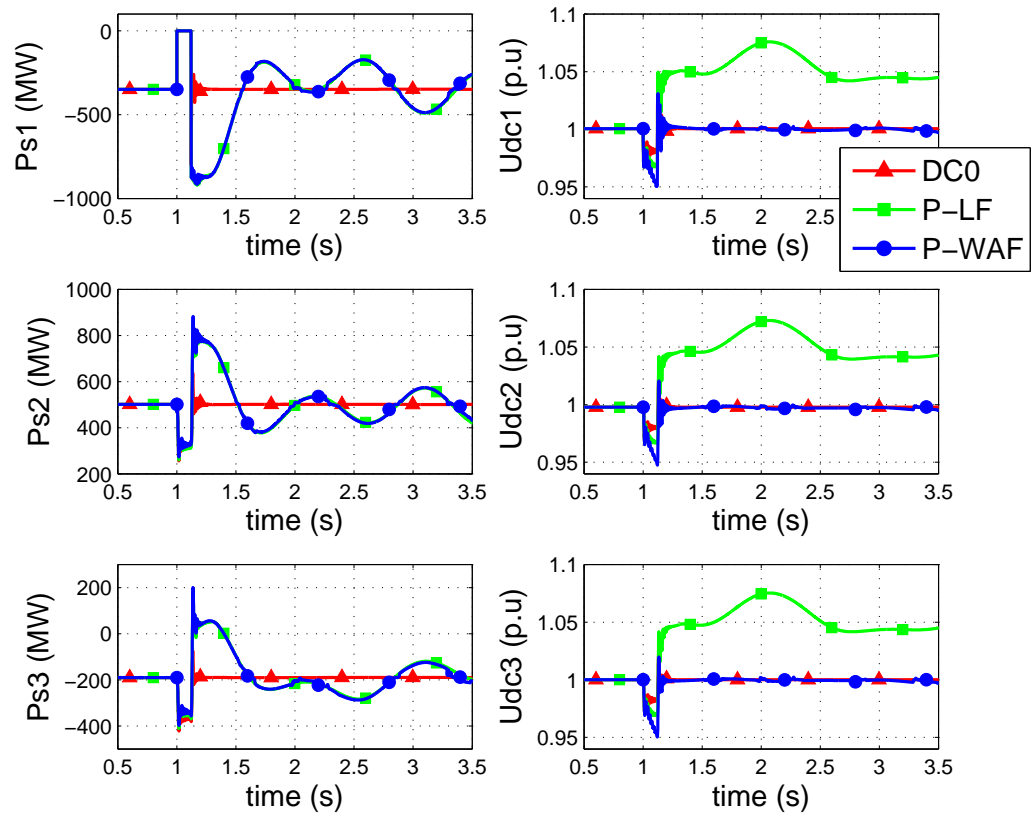 Ps1 (MW)
0
−500
−1000
0.5 1 1.5 2 2.5 3 3.5
time (s)
Udc1 (p.u)
1.1
1.05
1
0.95
0.5 1 1.5 2 2.5 3 3.5
time (s)
DC0
P−LF
P−WAF
Ps2 (MW)
1000
800
600
400
200
0.5 1 1.5 2 2.5 3 3.5
time (s)
Udc2 (p.u)
1.1
1.05
1
0.95
0.5 1 1.5 2 2.5 3 3.5
time (s)
Ps3 (MW)
200
0
−200
−400
0.5 1 1.5 2 2.5 3 3.5
time (s)
Udc3 (p.u)
1.1
1.05
1
0.95
0.5 1 1.5 2 2.5 3 3.5
time (s)